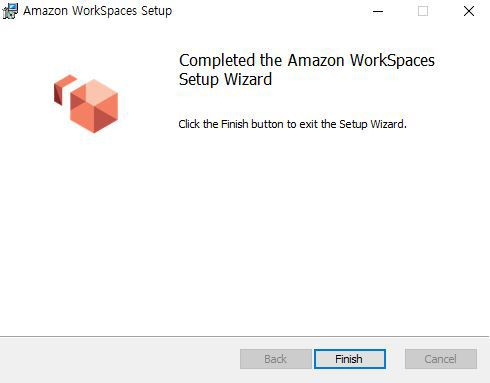 Amazon WorkSpaces Setup
Completed the Amazon WorkSpaces
Setup Wizard
Click the Finish button to exit the Setup Wizard.
Back
Finish
Cancel